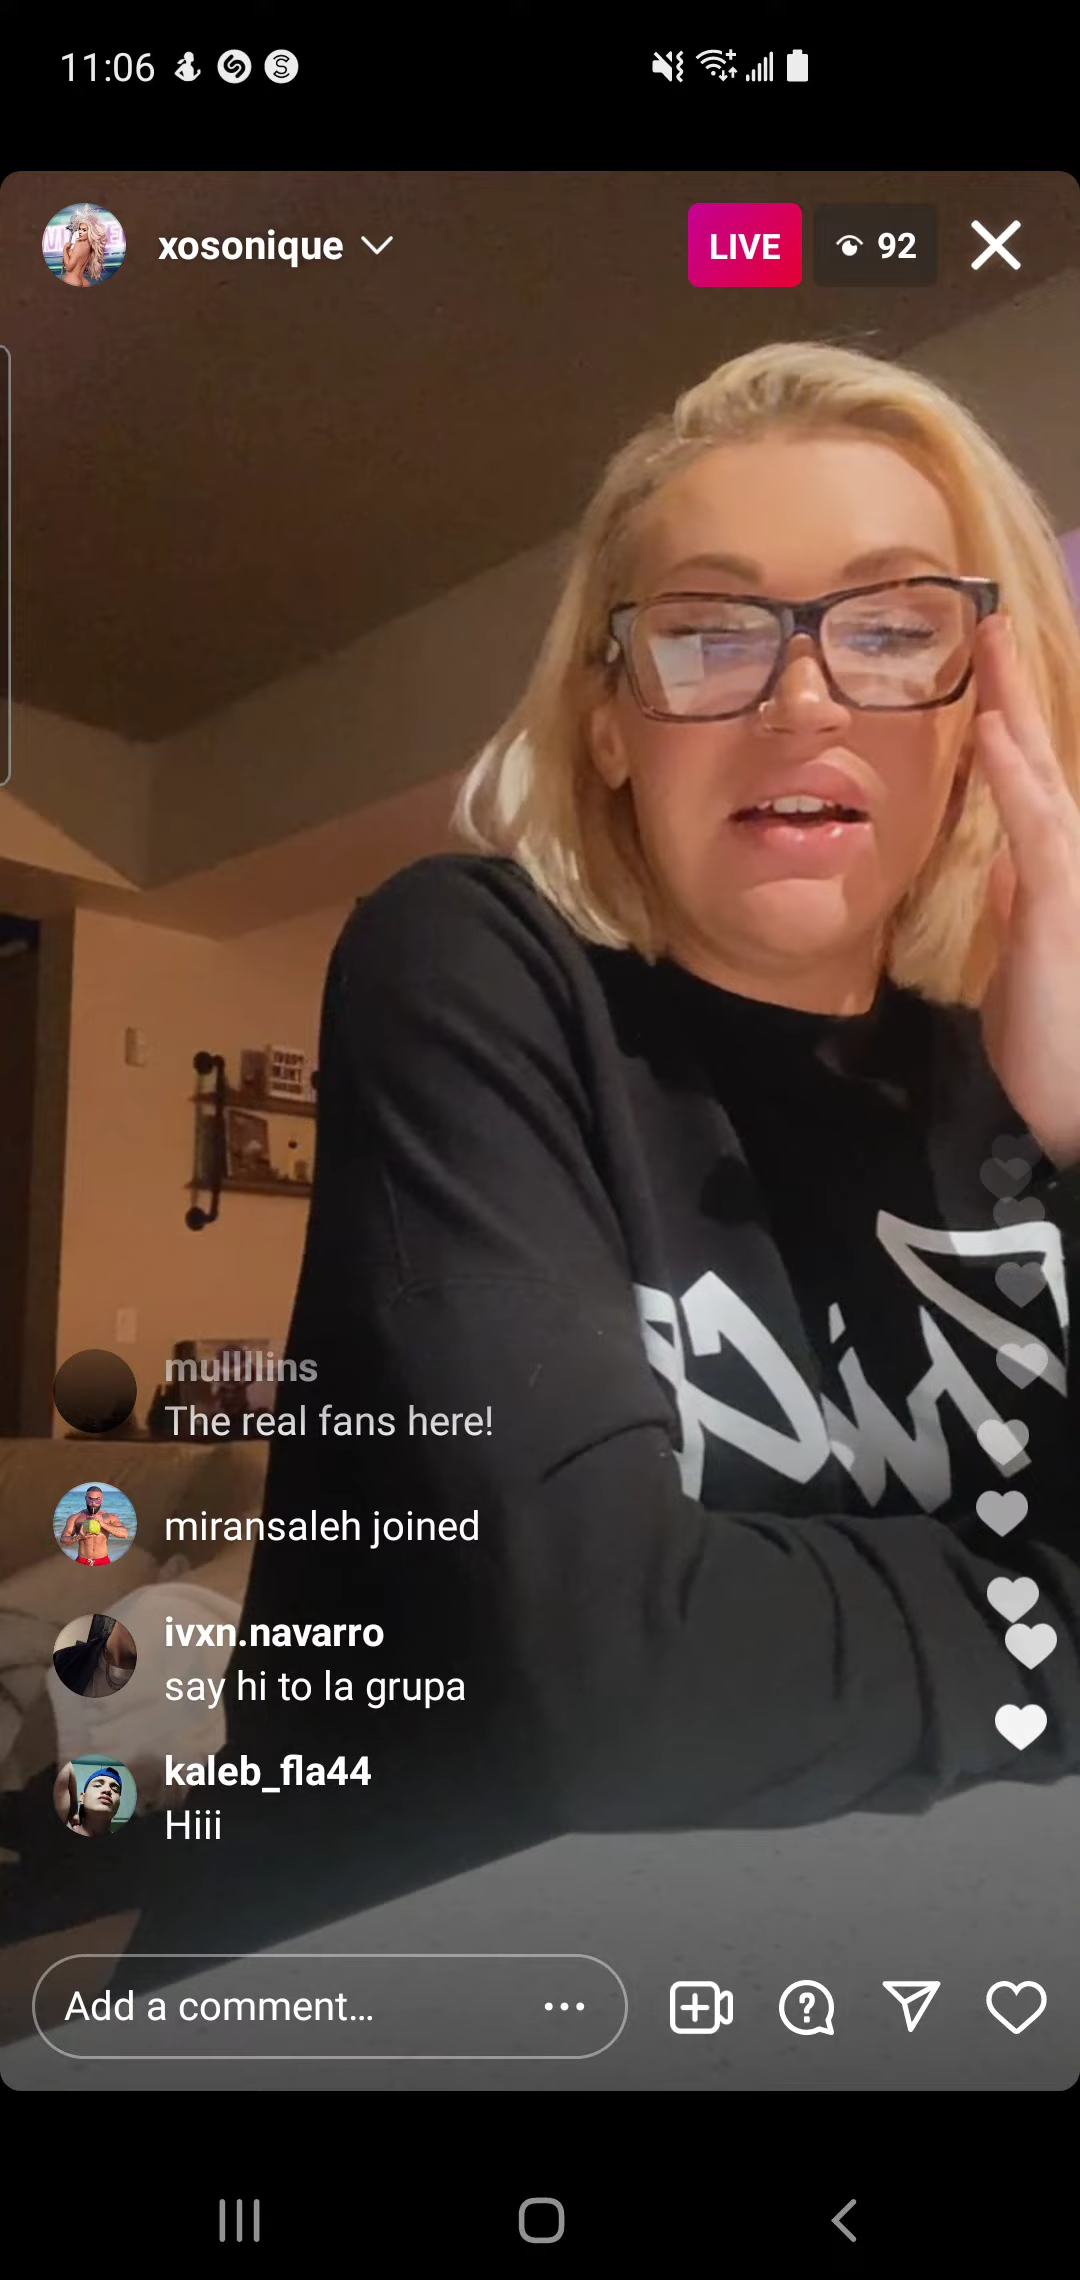 11:06
xosonique
LIVE
92
mullllins
The real fans here!
miransaleh joined
ivxn.navarro
say hi to la grupa
kaleb_fla44
Hiii
Add a comment...